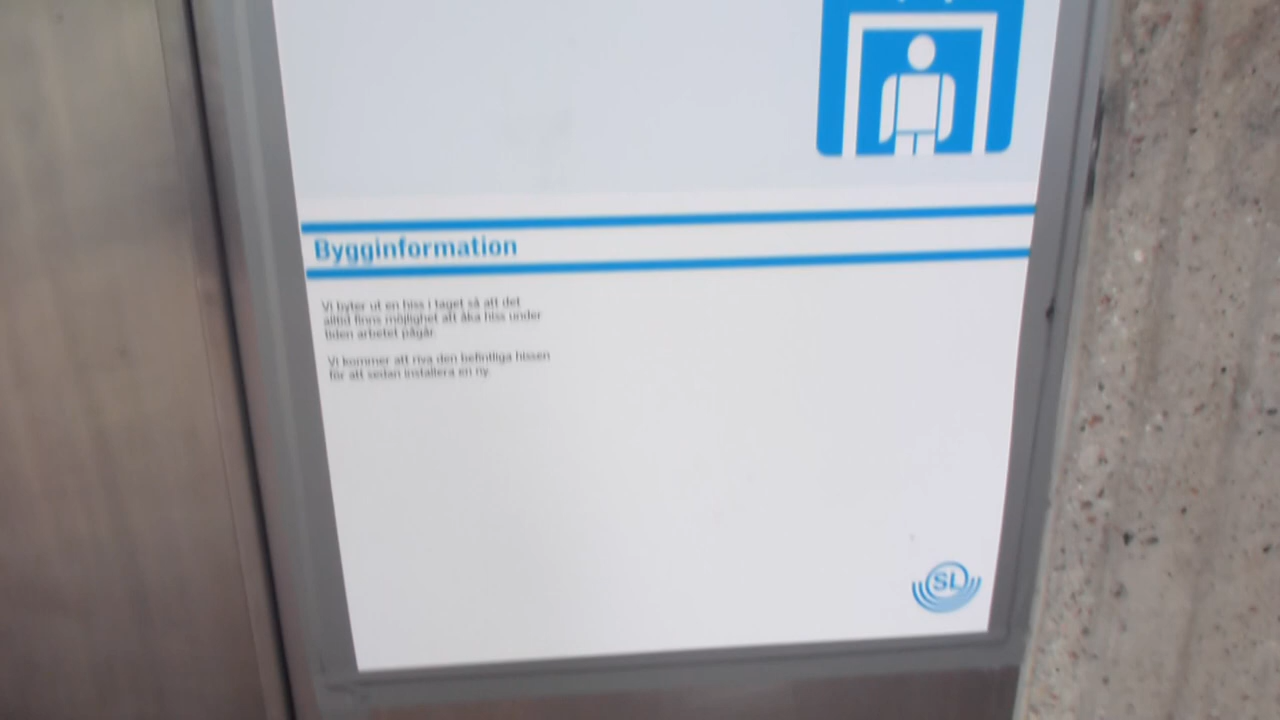 Bygginformation
Vi byter ut en hiss i taget så att det
alltid finns möjlighet att åka hiss under
tiden arbetet pågår.
Vi kommer att riva den befintliga hissen
för att sedan installera en ny.
SL